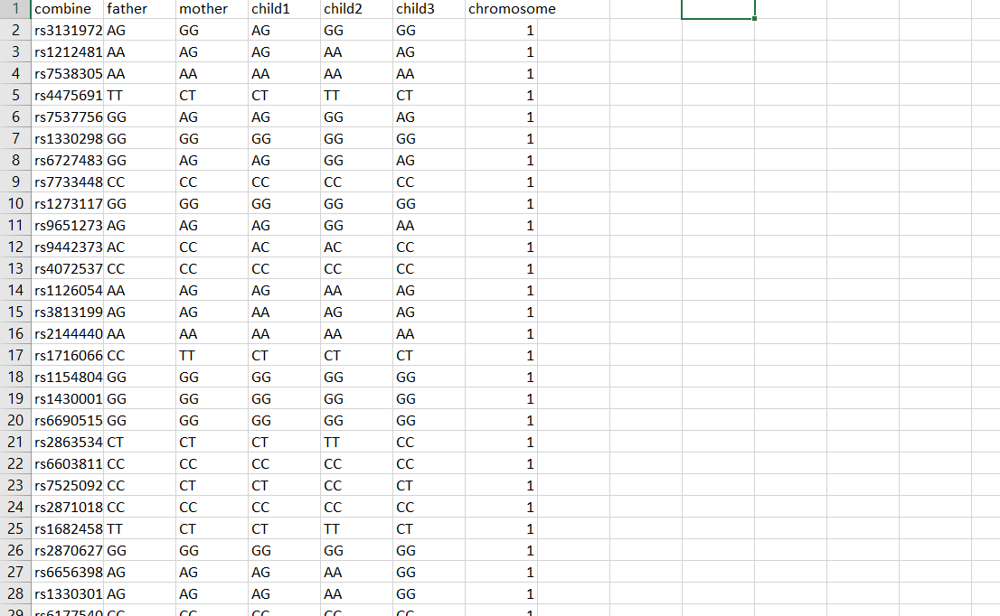 1 combine father mother child1 child2 child3 chromosome
2 rs3131972 AG GG AG GG GG 1
3 rs1212481 AA AG AG AA AG 1
4 rs7538305 AA AA AA AA AA 1
5 rs4475691 TT CT CT TT CT 1
6 rs7537756 GG AG AG GG AG 1
7 rs1330298 GG GG GG GG GG 1
8 rs6727483 GG AG AG GG AG 1
9 rs7733448 CC CC CC CC CC 1
10 rs1273117 GG GG GG GG GG 1
11 rs9651273 AG AG AG GG AA 1
12 rs9442373 AC CC AC AC CC 1
13 rs4072537 CC CC CC CC CC 1
14 rs1126054 AA AG AG AA AG 1
15 rs3813199 AG AG AA AG AG 1
16 rs2144440 AA AA AA AA AA 1
17 rs1716066 CC TT CT CT CT 1
18 rs1154804 GG GG GG GG GG 1
19 rs1430001 GG GG GG GG GG 1
20 rs6690515 GG GG GG GG GG 1
21 rs2863534 CT CT CT TT CC 1
22 rs6603811 CC CC CC CC CC 1
23 rs7525092 CC CT CT CC CT 1
24 rs2871018 CC CC CC CC CC 1
25 rs1682458 TT CT CT TT CT 1
26 rs2870627 GG GG GG GG GG 1
27 rs6656398 AG AG AG AA GG 1
28 rs1330301 AG AG AG AA GG 1
29 rs6177540 CC CC CC CC CC 1